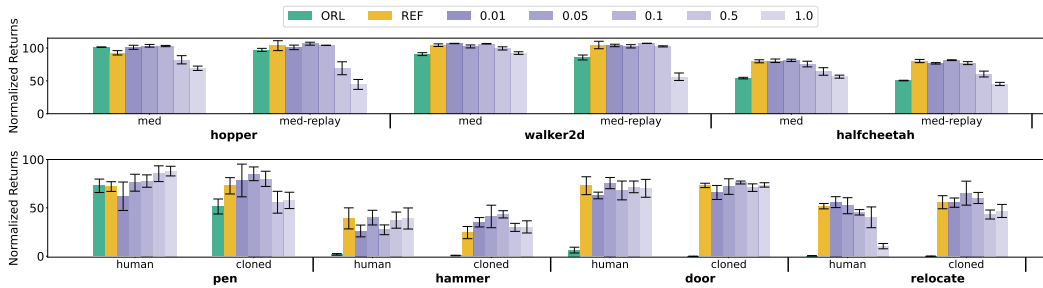 ORL REF 0.01 0.05 0.1 0.5 1.0
Normalized Returns
100
50
0
med med-replay med med-replay med med-replay
hopper walker2d halfcheetah
Normalized Returns
100
50
0
human cloned human cloned human cloned human cloned
pen hammer door relocate